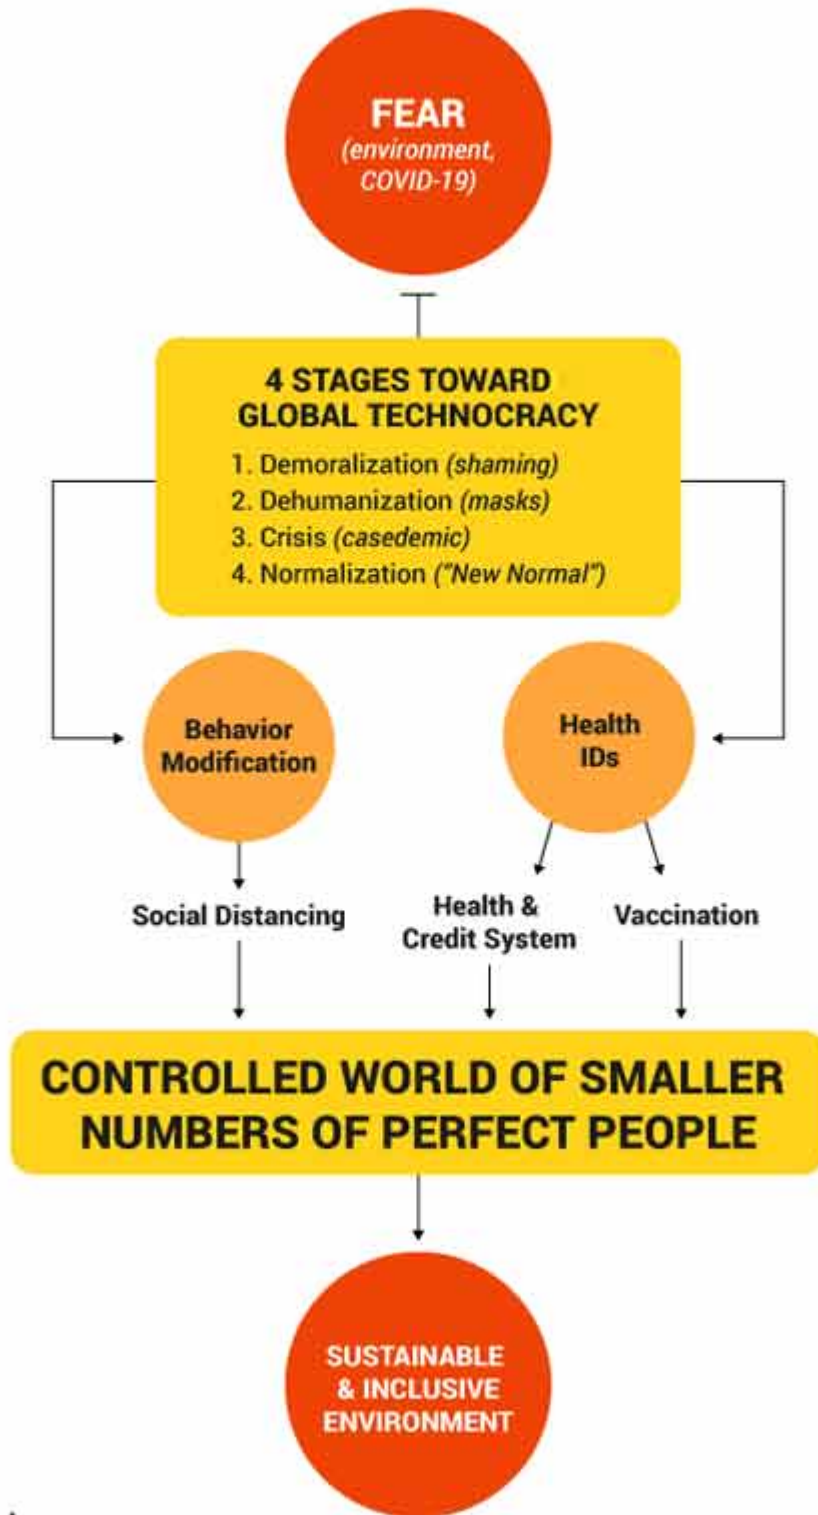 FEAR
(environment,
COVID-19)
4 STAGES TOWARD
GLOBAL TECHNOCRACY
1. Demoralization (shaming)
2. Dehumanization (masks)
3. Crisis (casedemic)
4. Normalization ("New Normal")
Behavior
Modification
Health
IDs
Social Distancing
Health &
Credit System
Vaccination
CONTROLLED WORLD OF SMALLER
NUMBERS OF PERFECT PEOPLE
SUSTAINABLE
& INCLUSIVE
ENVIRONMENT